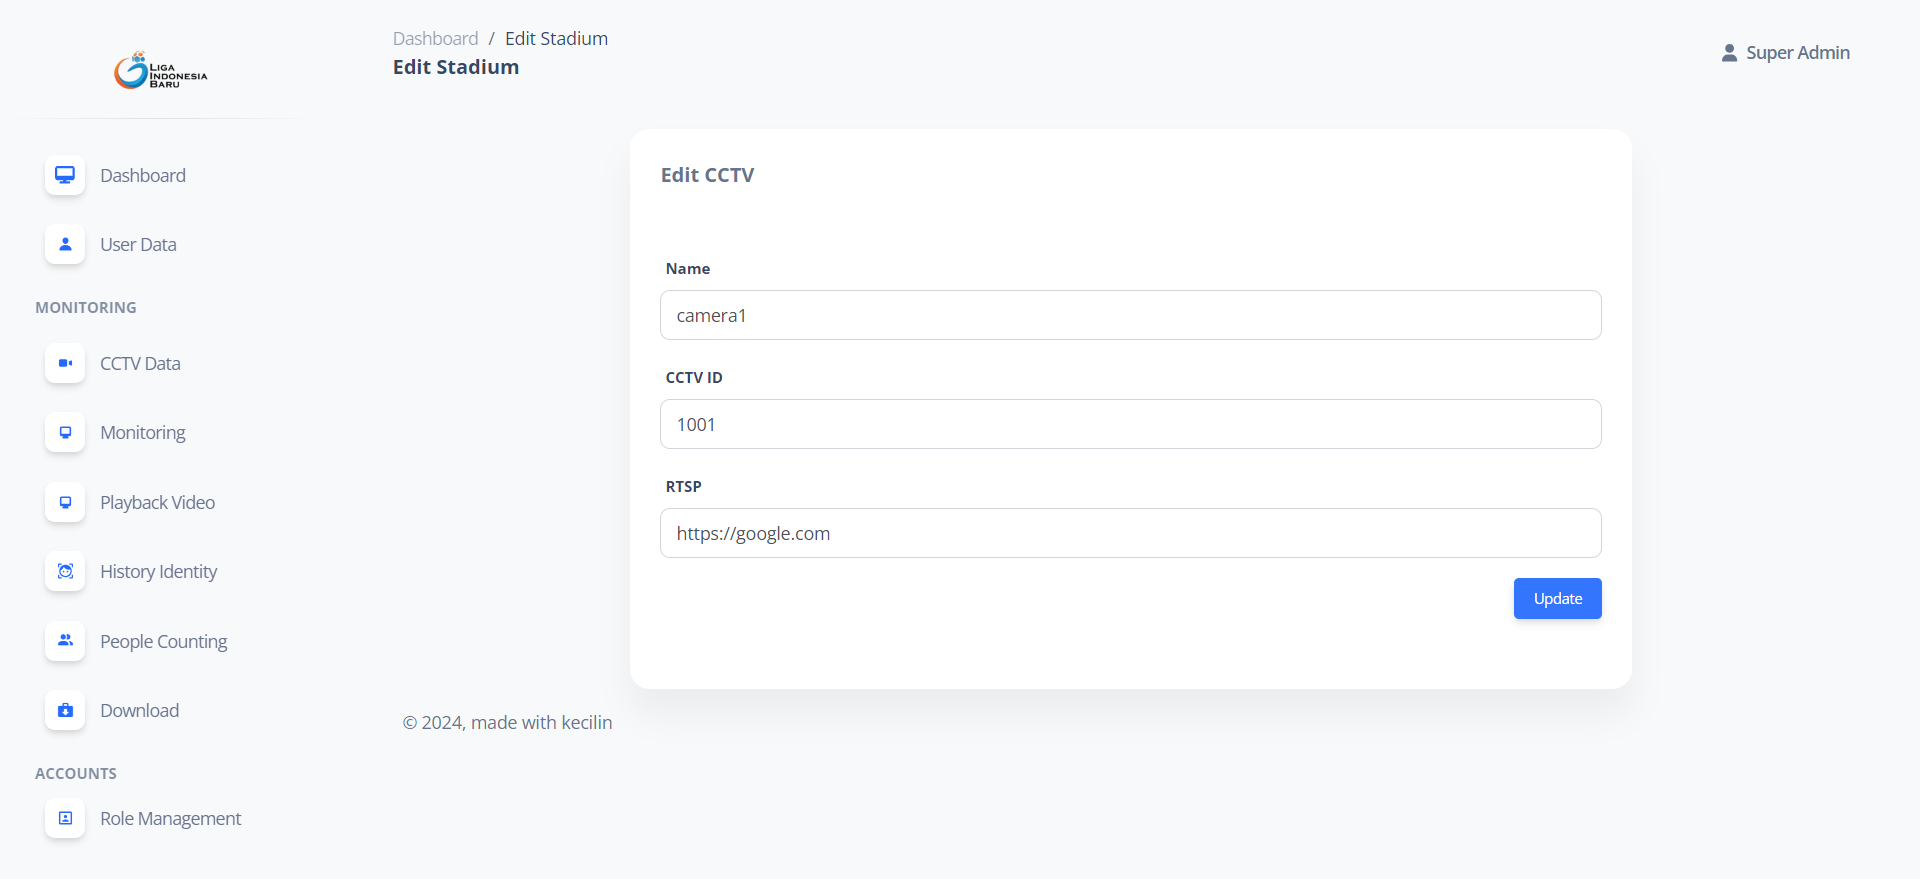 LIGA
INDONESIA
BARU
Dashboard
User Data
MONITORING
CCTV Data
Monitoring
Playback Video
History Identity
People Counting
Download
ACCOUNTS
Role Management
Dashboard / Edit Stadium
Edit Stadium
Super Admin
Edit CCTV
Name
camera1
CCTV ID
1001
RTSP
https://google.com
Update
© 2024, made with kecilin